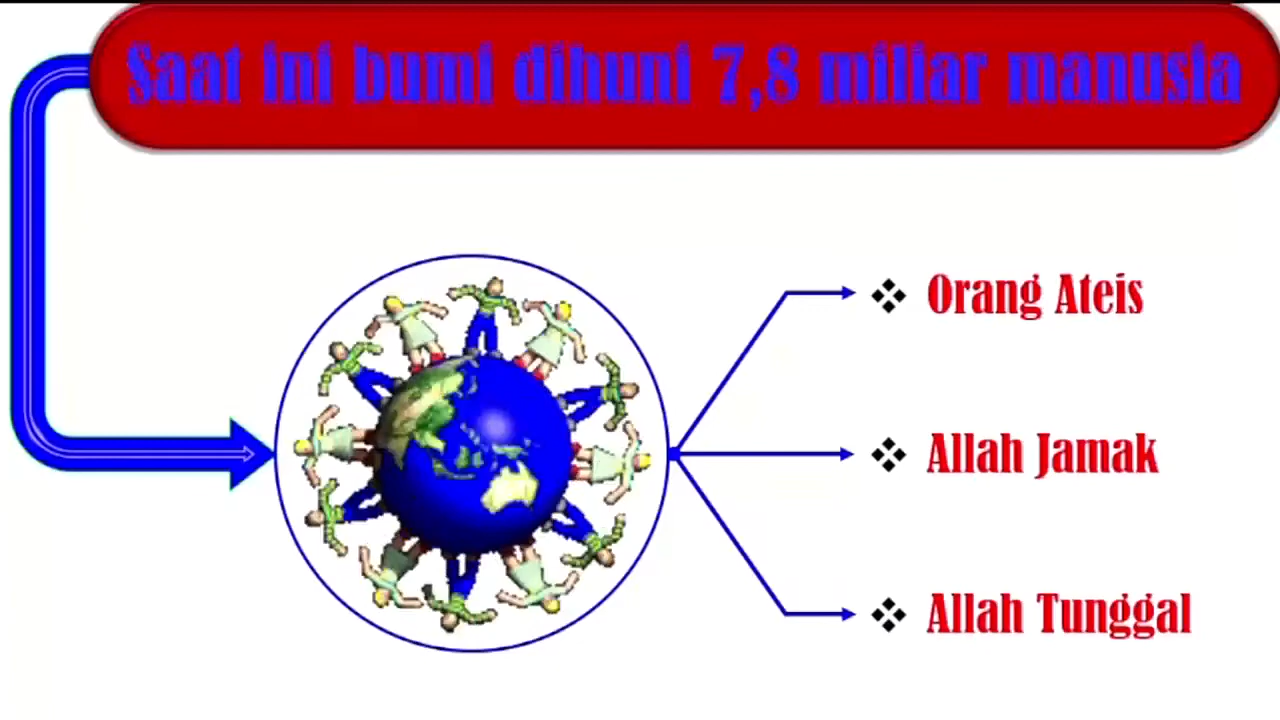 Saat ini bumi dihuni 7,8 miliar manusia
Orang Ateis
Allah Jamak
Allah Tunggal